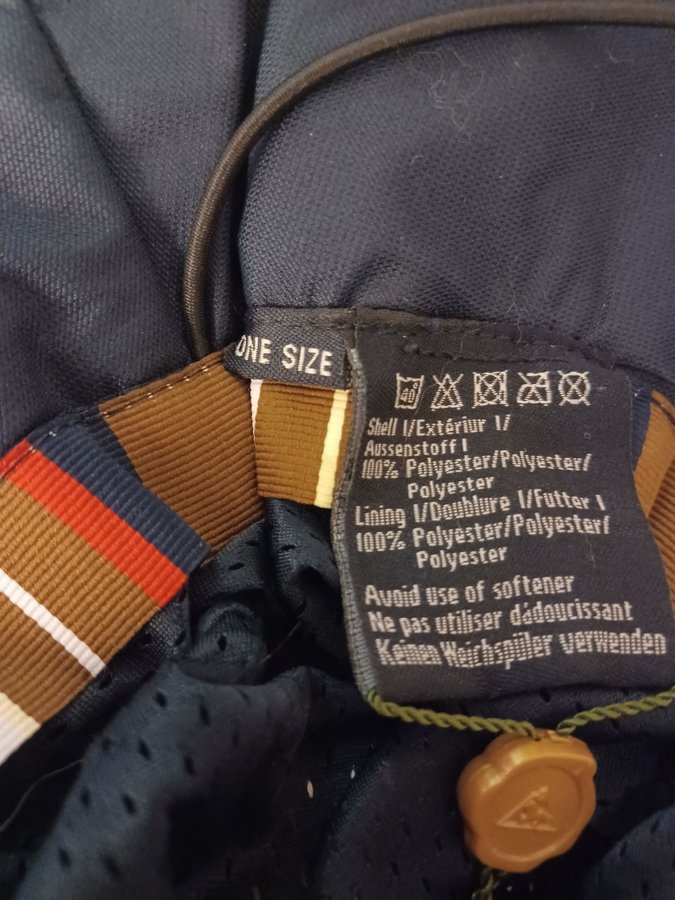 ONE SIZE
40°
Shell I/Extériur I/
Aussenstoff I
100% Polyester/Polyester/
Polyester
Lining I/Doublure I/Futter I
100% Polyester/Polyester/
Polyester
Avoid use of softener
Ne pas utiliser dádoucissant
Keinen Weichspüler verwenden